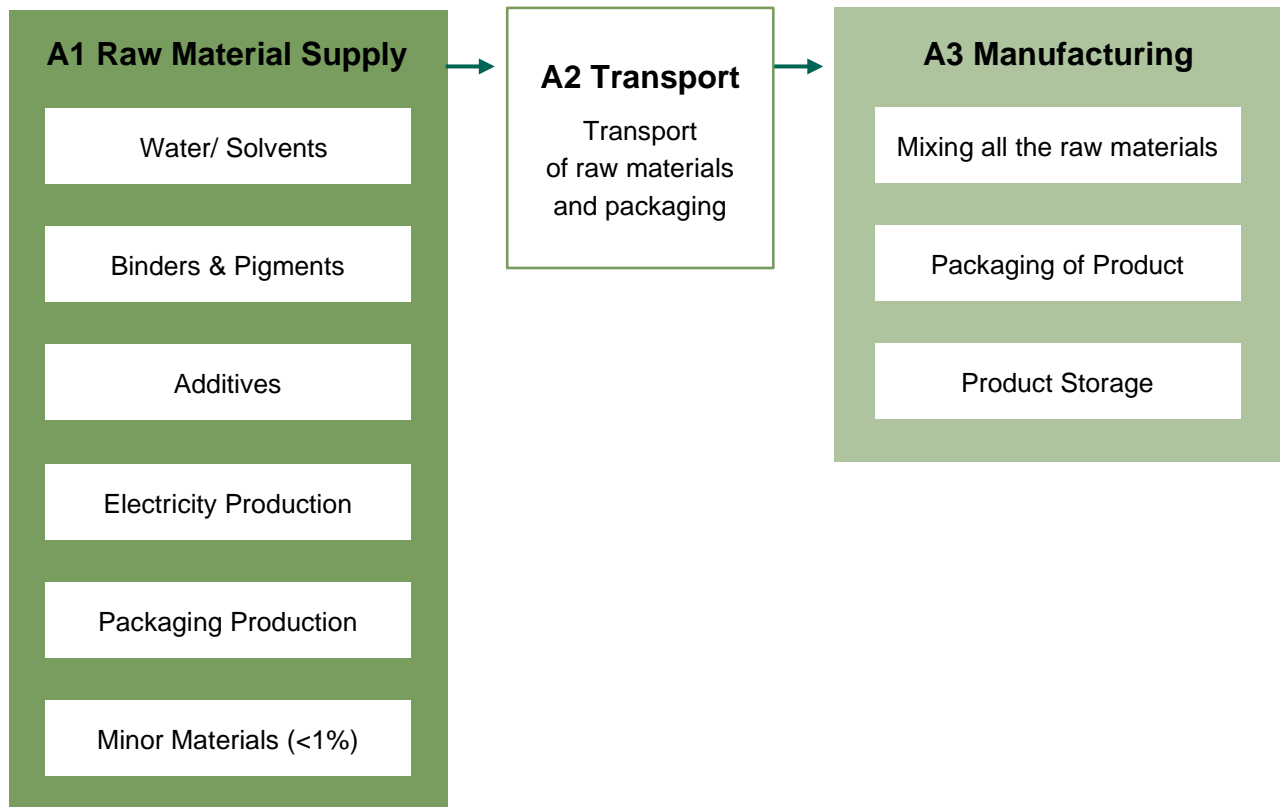 A1 Raw Material Supply
Water/ Solvents
Binders & Pigments
Additives
Electricity Production
Packaging Production
Minor Materials (<1%)
A2 Transport
Transport
of raw materials
and packaging
A3 Manufacturing
Mixing all the raw materials
Packaging of Product
Product Storage